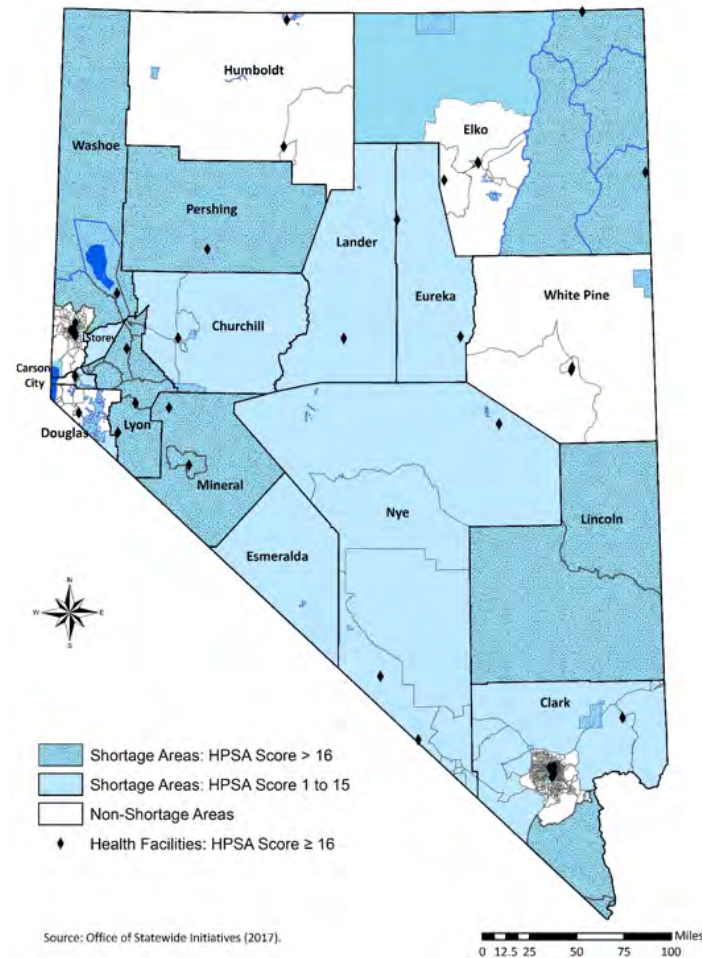 Humboldt
Elko
Washoe
Pershing
Lander
Eureka
White Pine
Churchill
Storey
Carson
City
Douglas
Lyon
Mineral
Nye
Lincoln
Esmeralda
N
W
E
S
Clark
Shortage Areas: HPSA Score > 16
Shortage Areas: HPSA Score 1 to 15
Non-Shortage Areas
Health Facilities: HPSA Score ≥ 16
Source: Office of Statewide Initiatives (2017).
Miles
0 12.5 25 50 75 100